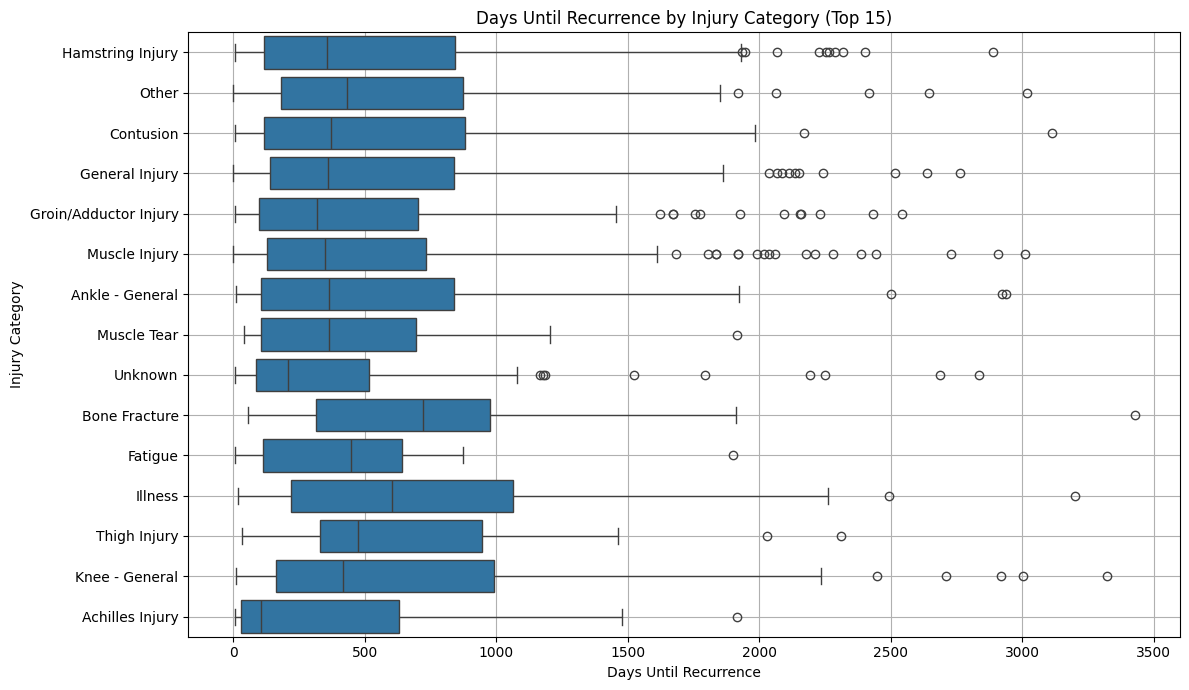 Days Until Recurrence by Injury Category (Top 15)
Injury Category
Hamstring Injury
Other
Contusion
General Injury
Groin/Adductor Injury
Muscle Injury
Ankle - General
Muscle Tear
Unknown
Bone Fracture
Fatigue
Illness
Thigh Injury
Knee - General
Achilles Injury
0 500 1000 1500 2000 2500 3000 3500
Days Until Recurrence